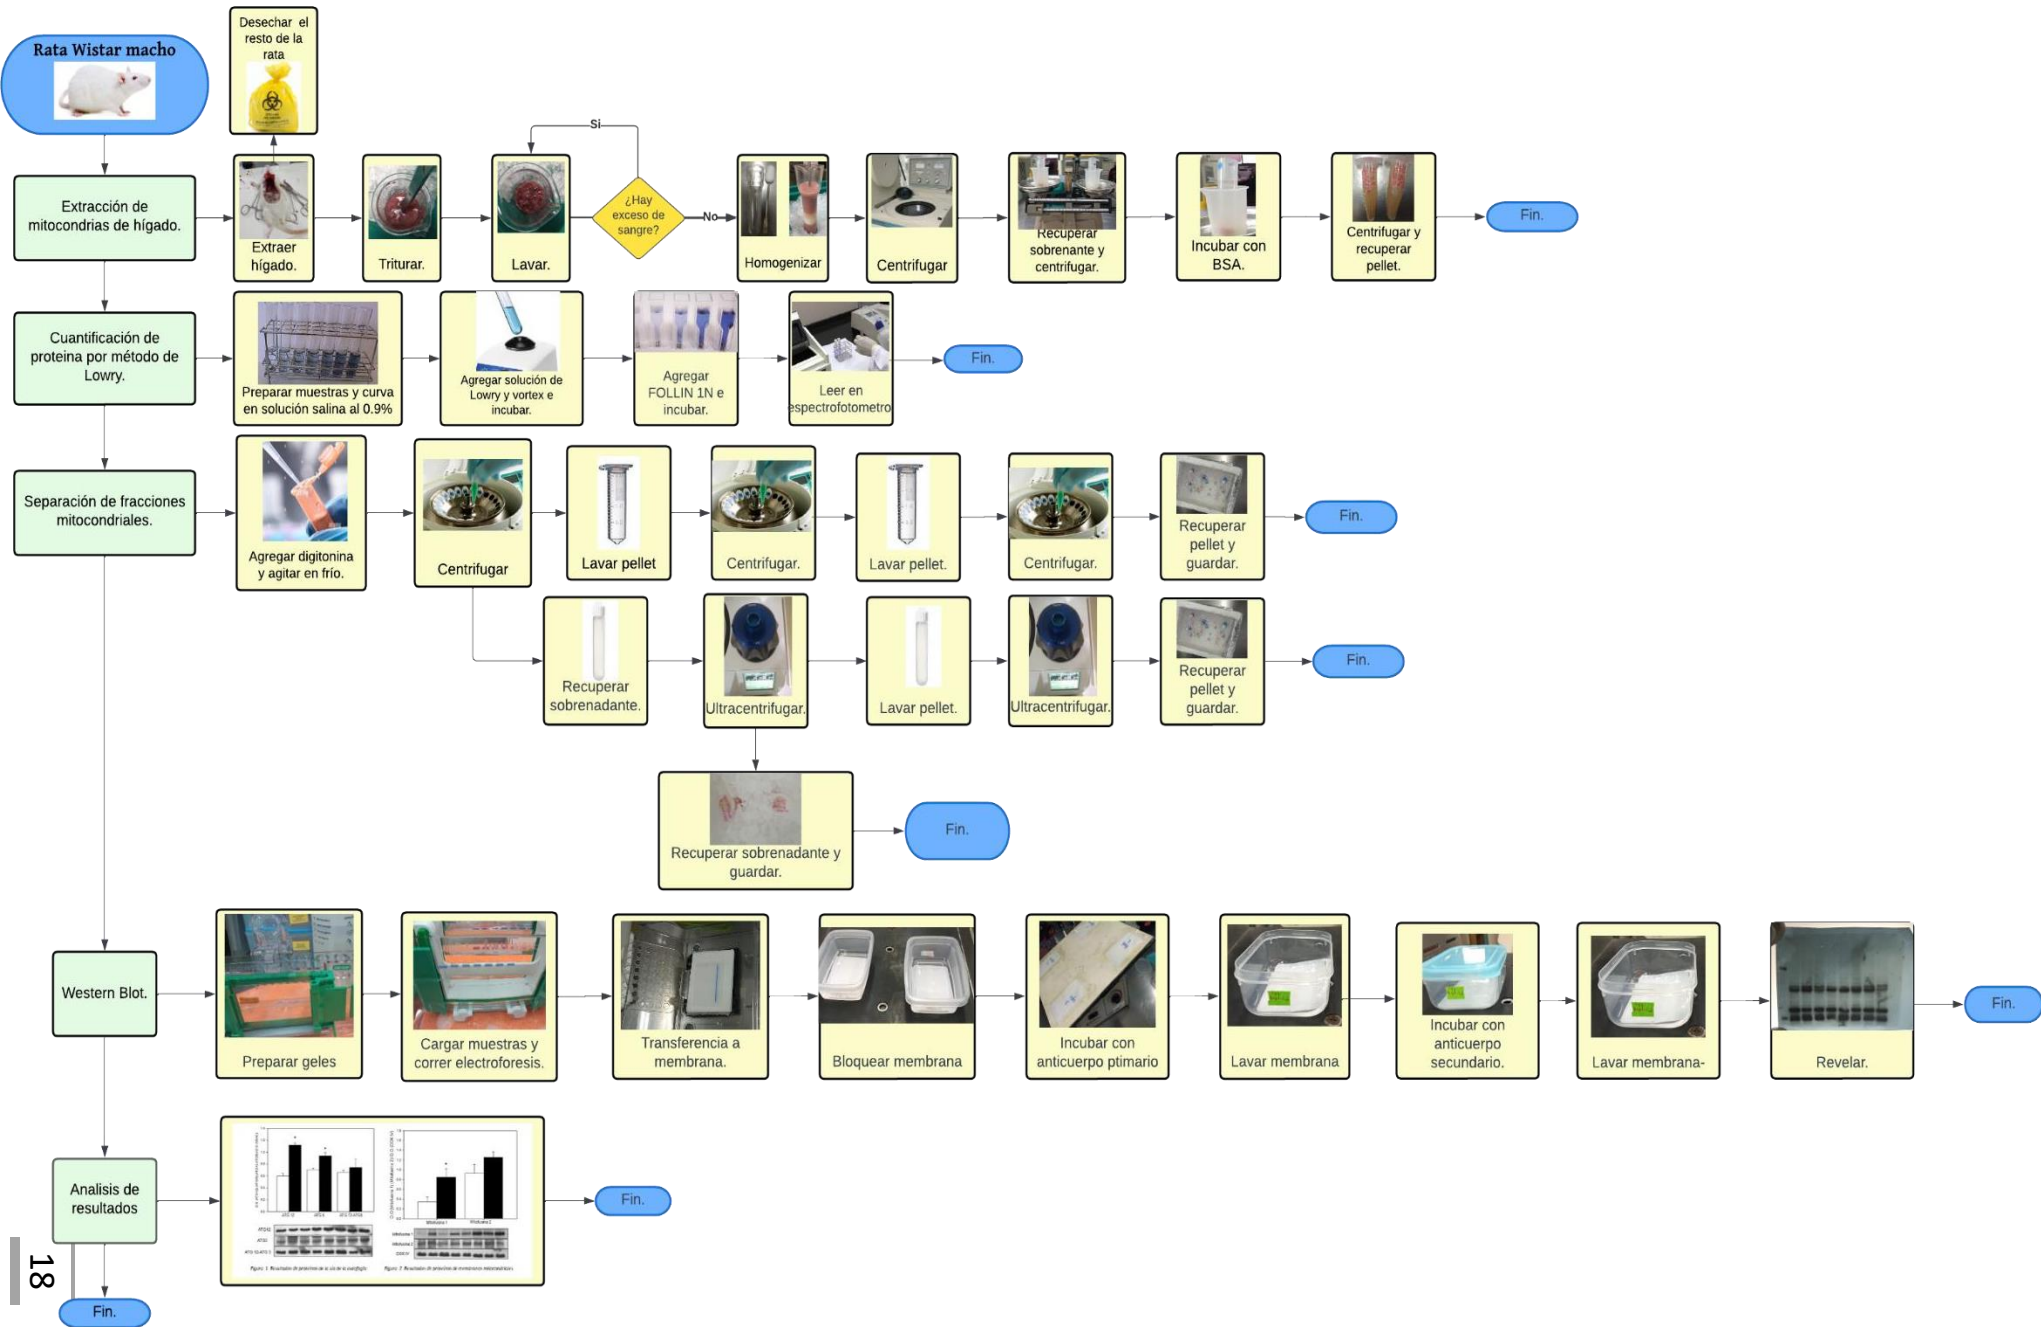 Rata Wistar macho
Desechar el
resto de la
rata
Extracción de
mitocondrias de hígado.
Extraer
hígado.
Triturar.
Lavar.
Si
¿Hay
exceso de
sangre?
No
Homogenizar
Centrifugar
Recuperar
sobrenante y
centrifugar.
Incubar con
BSA.
Centrifugar y
recuperar
pellet.
Fin.
Cuantificación de
proteina por método de
Lowry.
Preparar muestras y curva
en solución salina al 0.9%
Agregar solución de
Lowry y vortex e
incubar.
Agregar
FOLLIN 1N e
incubar.
Leer en
espectrofotometro
Fin.
Separación de fracciones
mitocondriales.
Agregar digitonina
y agitar en frío.
Centrifugar
Lavar pellet
Centrifugar.
Lavar pellet.
Centrifugar.
Recuperar
pellet y
guardar.
Fin.
Recuperar
sobrenadante.
Ultracentrifugar.
Lavar pellet.
Ultracentrifugar.
Recuperar
pellet y
guardar.
Fin.
Recuperar sobrenadante y
guardar.
Fin.
Western Blot.
Preparar geles
Cargar muestras y
correr electroforesis.
Transferencia a
membrana.
Bloquear membrana
Incubar con
anticuerpo ptimario
Lavar membrana
Incubar con
anticuerpo
secundario.
Lavar membrana-
Revelar.
Fin.
Analisis de
resultados
Fin.
Fin.
18